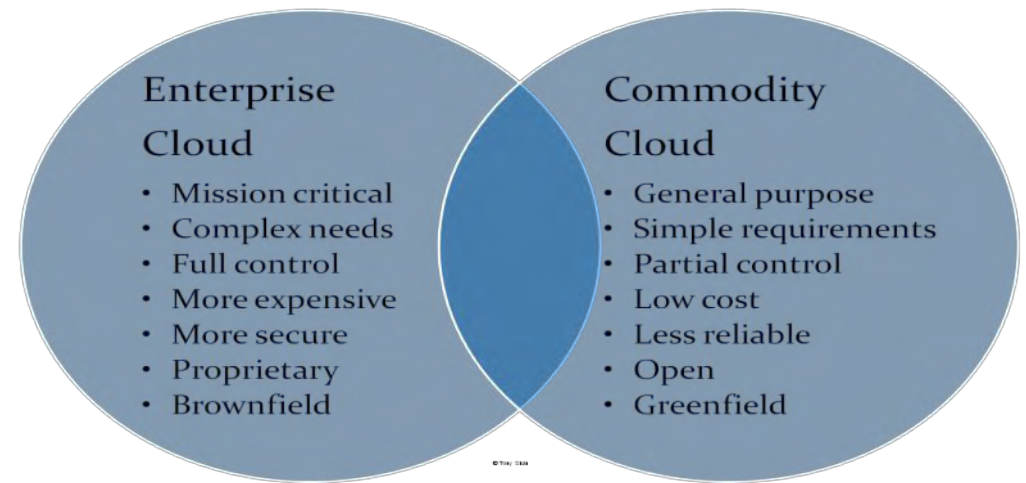 Enterprise
Cloud
• Mission critical
• Complex needs
• Full control
• More expensive
• More secure
• Proprietary
• Brownfield
Commodity
Cloud
• General purpose
• Simple requirements
• Partial control
• Low cost
• Less reliable
• Open
• Greenfield